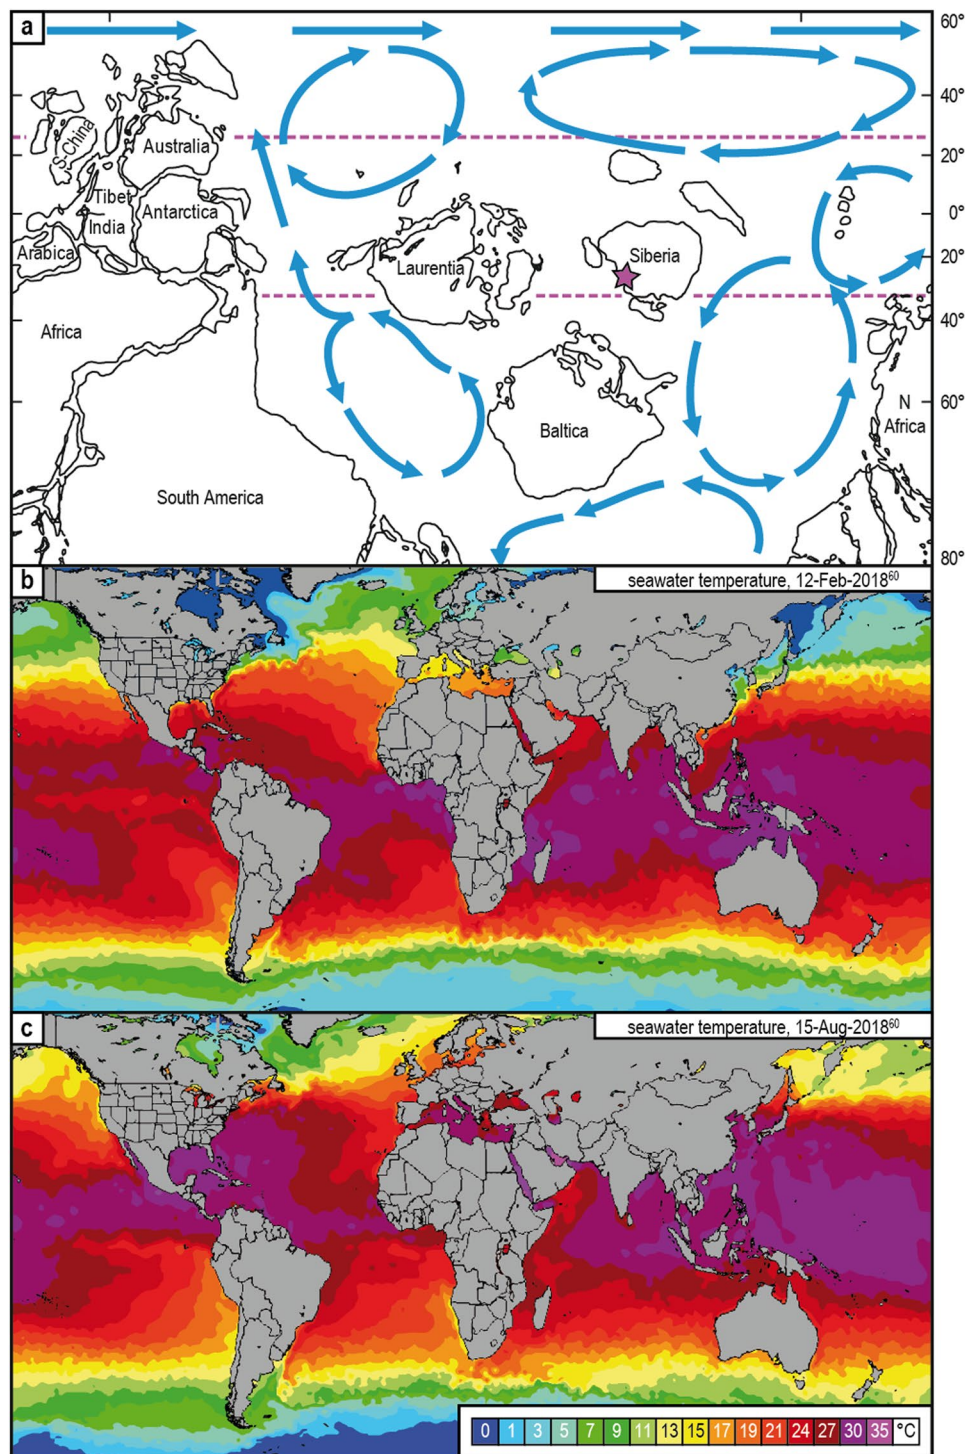 a
60°
40°
20°
0°
20°
40°
60°
80°
S-China
Australia
Tibet
Antarctica
India
Arabica
Laurentia
Siberia
Africa
N
Africa
Baltica
South America
b
seawater temperature, 12-Feb-2018⁶⁰
c
seawater temperature, 15-Aug-2018⁶⁰
0 1 3 5 7 9 11 13 15 17 19 21 24 27 30 35 °C